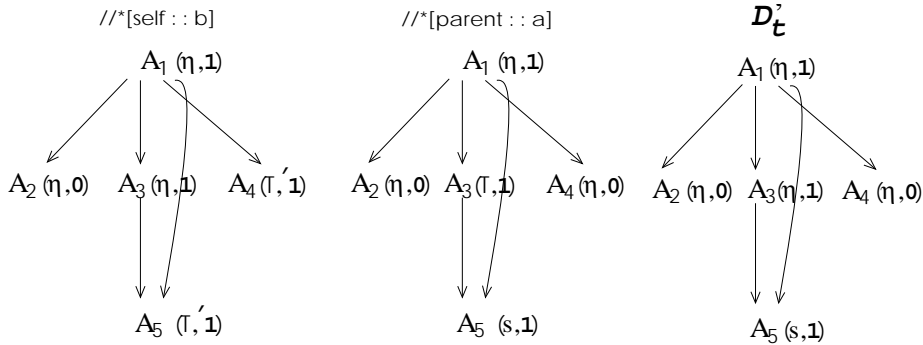 //*[self : : b] //*[parent : : a] D't
A1 (η,1) A1 (η,1) A1 (η,1)
A2 (η,0) A3 (η,1) A4 (T,'1) A2 (η,0) A3 (T,1) A4 (η,0) A2 (η,0) A3 (η,1) A4 (η,0)
A5 (T,'1) A5 (s,1) A5 (s,1)